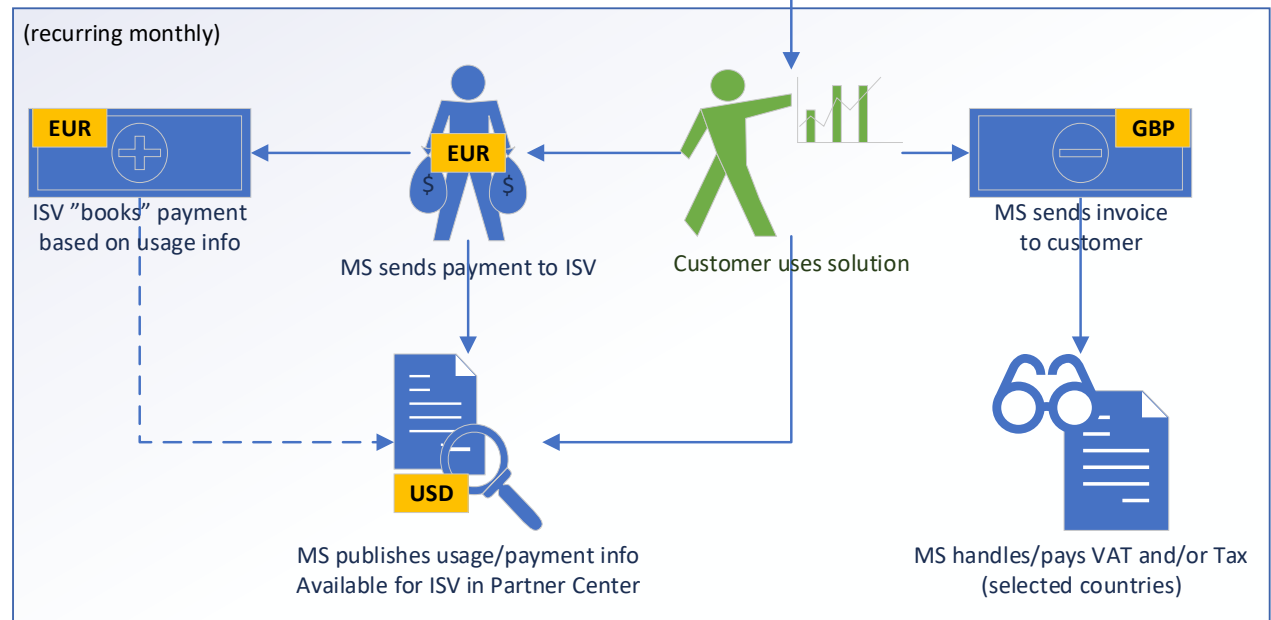 (recurring monthly)
EUR
EUR
GBP
$ $
ISV ”books” payment
based on usage info
MS sends payment to ISV
Customer uses solution
MS sends invoice
to customer
USD
MS publishes usage/payment info
Available for ISV in Partner Center
MS handles/pays VAT and/or Tax
(selected countries)